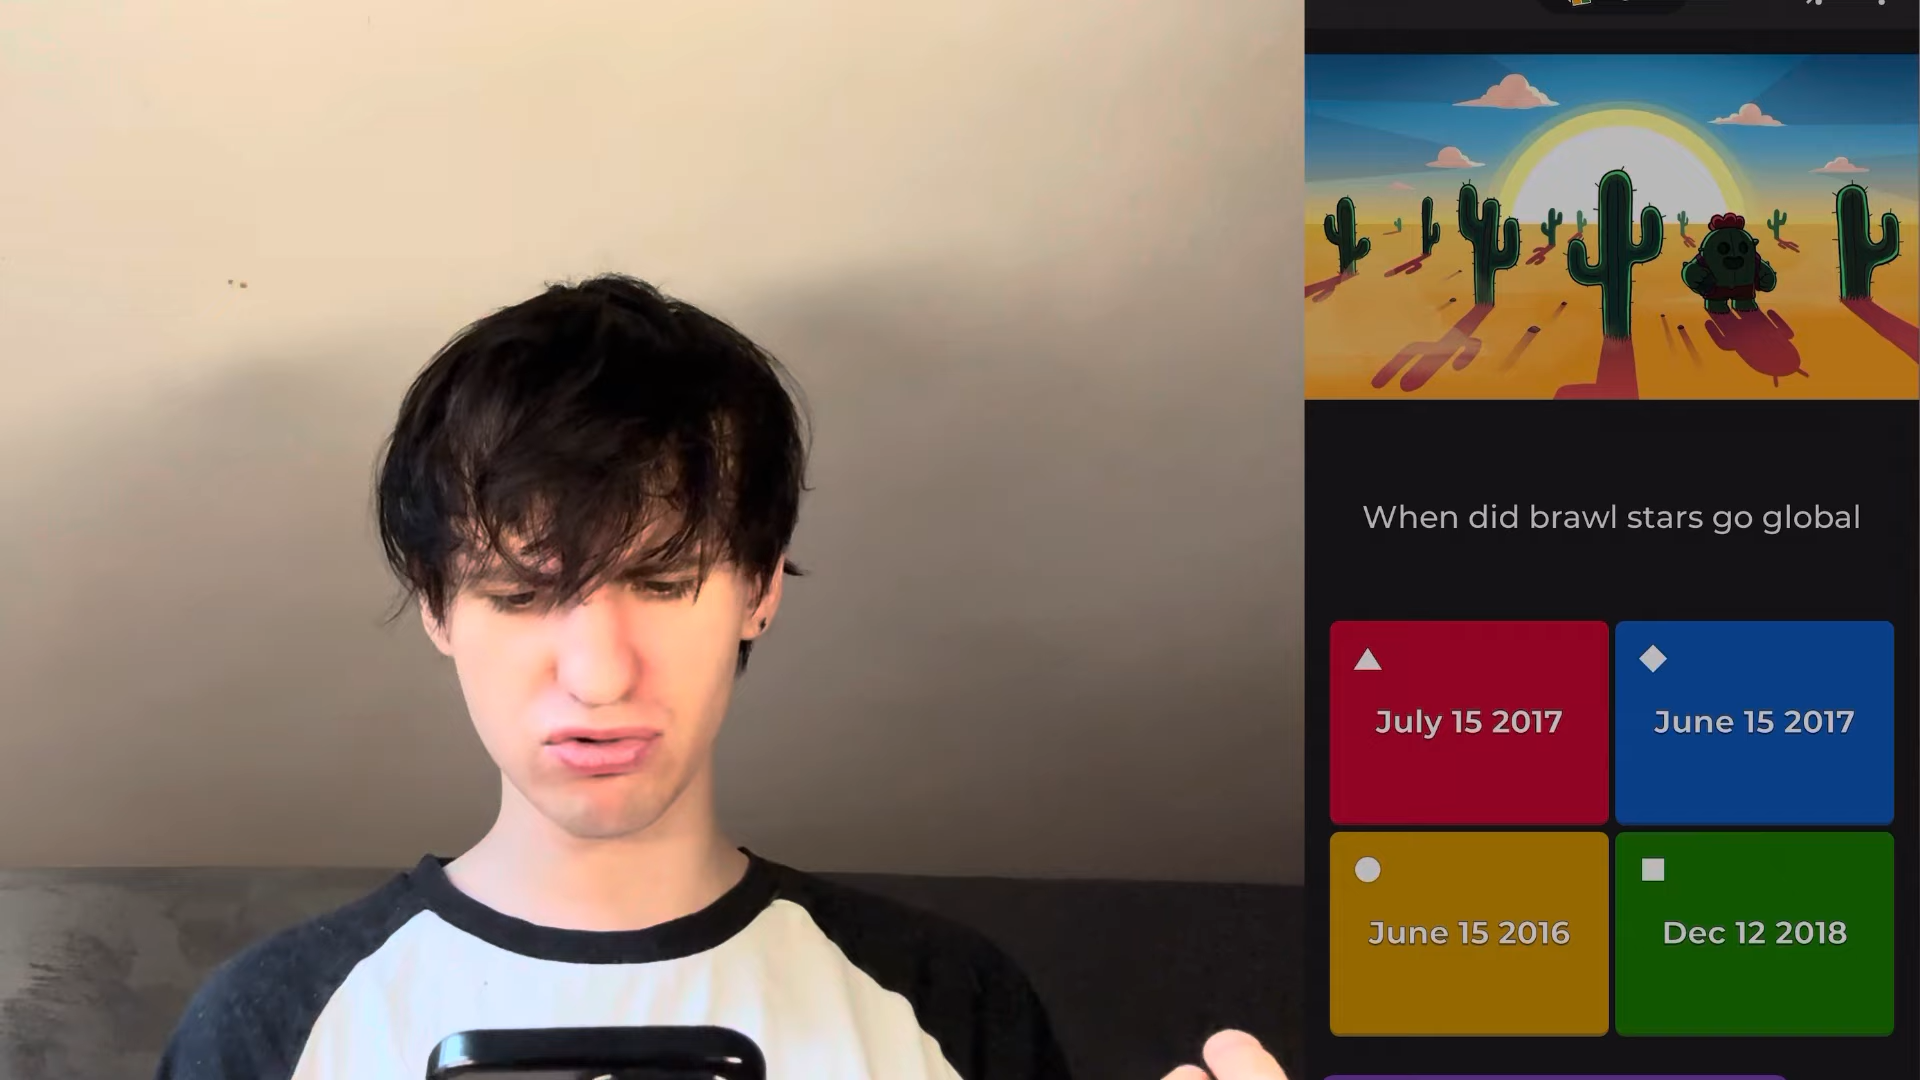 When did brawl stars go global
July 15 2017
June 15 2017
June 15 2016
Dec 12 2018